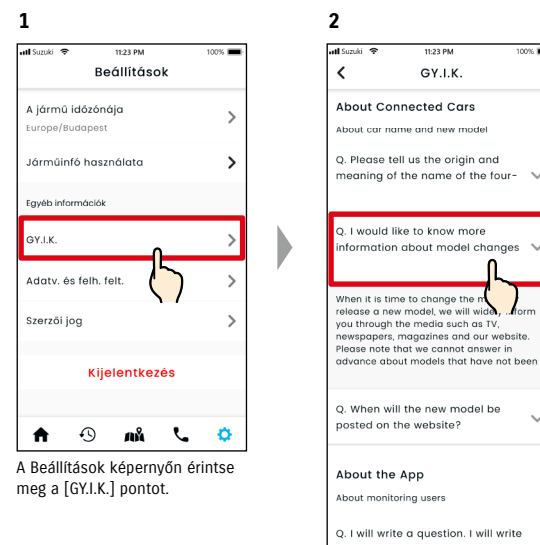 1
Suzuki 11:23 PM 100%
Beállítások
A jármű időzónája
Europe/Budapest
Járműinfó használata
Egyéb információk
GY.I.K.
Adatv. és felh. felt.
Szerzői jog
Kijelentkezés
A Beállítások képernyőn érintse
meg a [GY.I.K.] pontot.
2
Suzuki 11:23 PM 100%
GY.I.K.
About Connected Cars
About car name and new model
Q. Please tell us the origin and
meaning of the name of the four-
Q. I would like to know more
information about model changes
When it is time to change the
release a new model, we will
you through the media such as TV,
newspapers, magazines and our website.
Please note that we cannot answer in
advance about models that have not been
Q. When will the new model be
posted on the website?
About the App
About monitoring users
Q. I will write a question. I will write